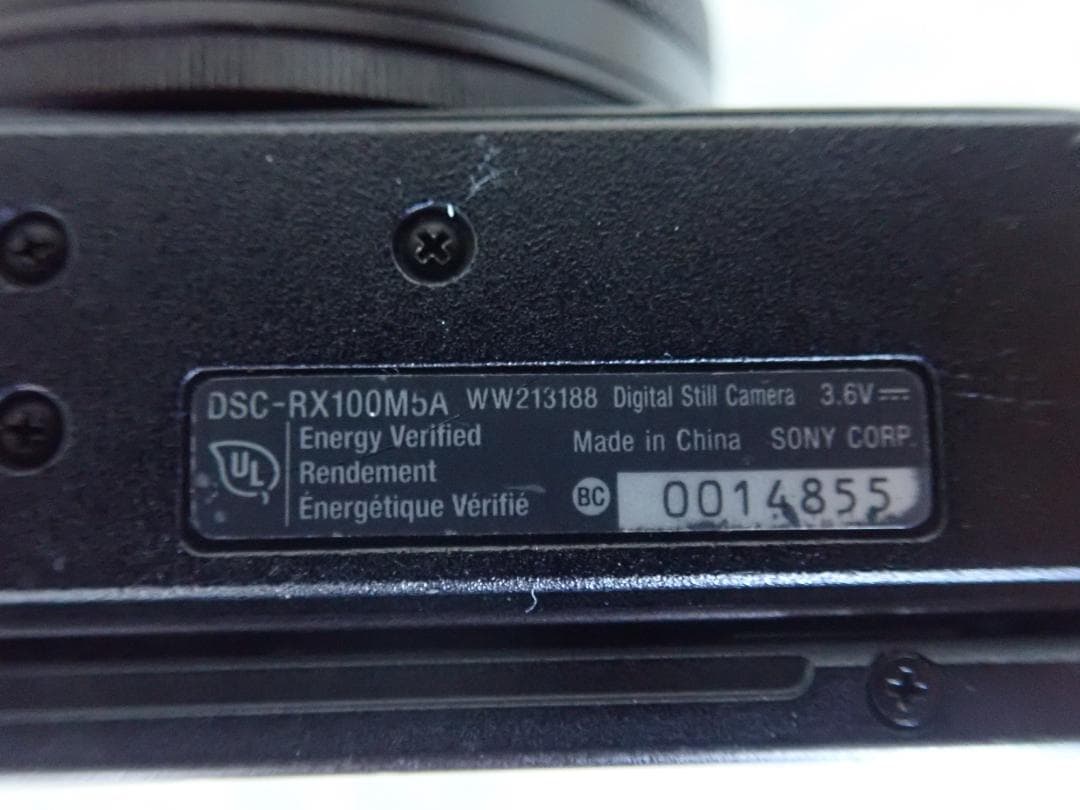 DSC-RX100M5A WW213188 Digital Still Camera 3.6V⎓
UL
Energy Verified
Rendement
Énergétique Vérifié
Made in China SONY CORP.
BC 0014855